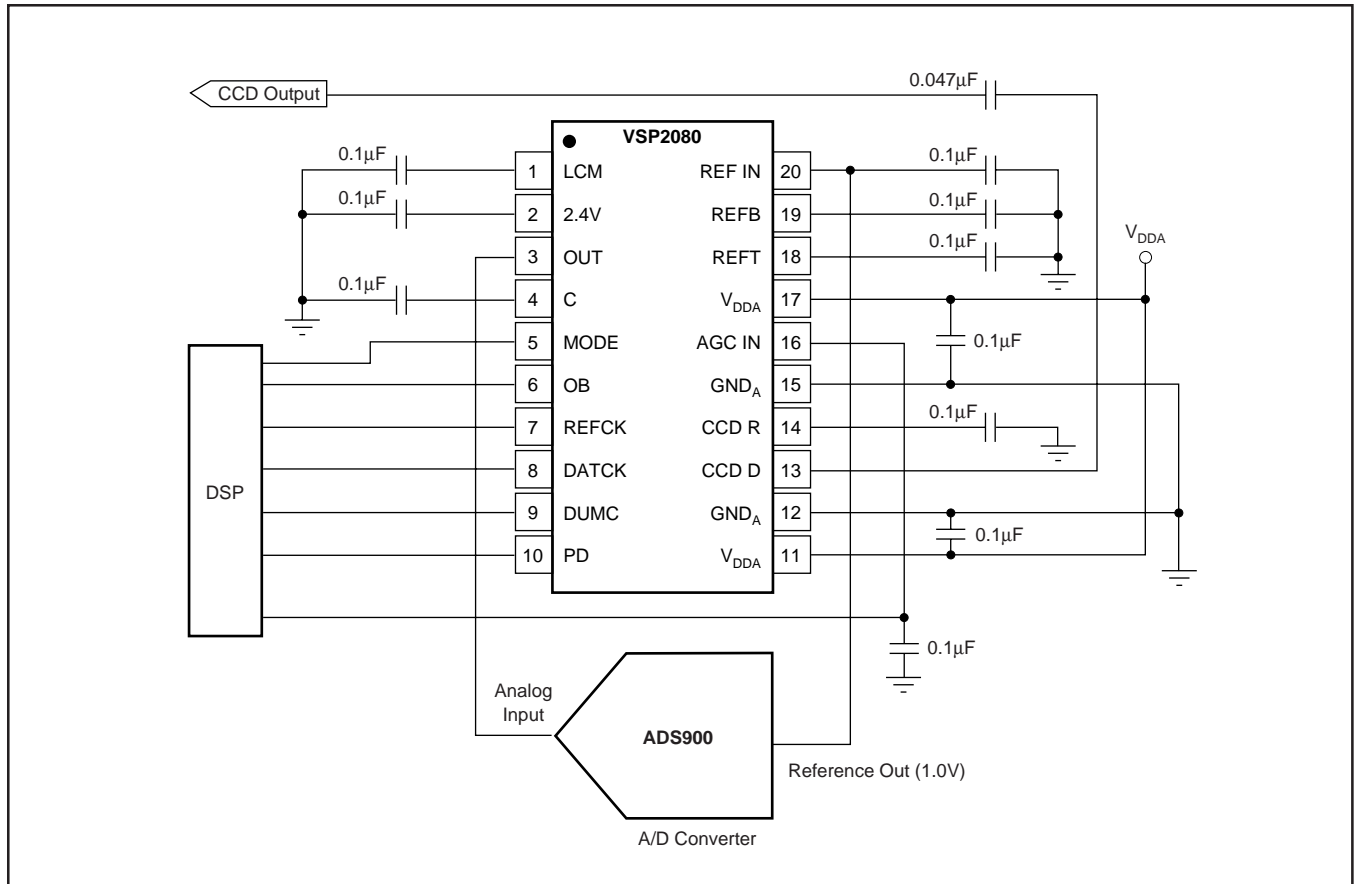 CCD Output
0.047µF
VSP2080
0.1µF
1 LCM
REF IN 20
0.1µF
0.1µF
2 2.4V
REFB 19
0.1µF
3 OUT
REFT 18
0.1µF
VDDA
0.1µF
4 C
VDDA 17
5 MODE
AGC IN 16
0.1µF
6 OB
GNDA 15
7 REFCK
CCD R 14
0.1µF
8 DATCK
CCD D 13
DSP
9 DUMC
GNDA 12
0.1µF
10 PD
VDDA 11
0.1µF
Analog
Input
ADS900
Reference Out (1.0V)
A/D Converter